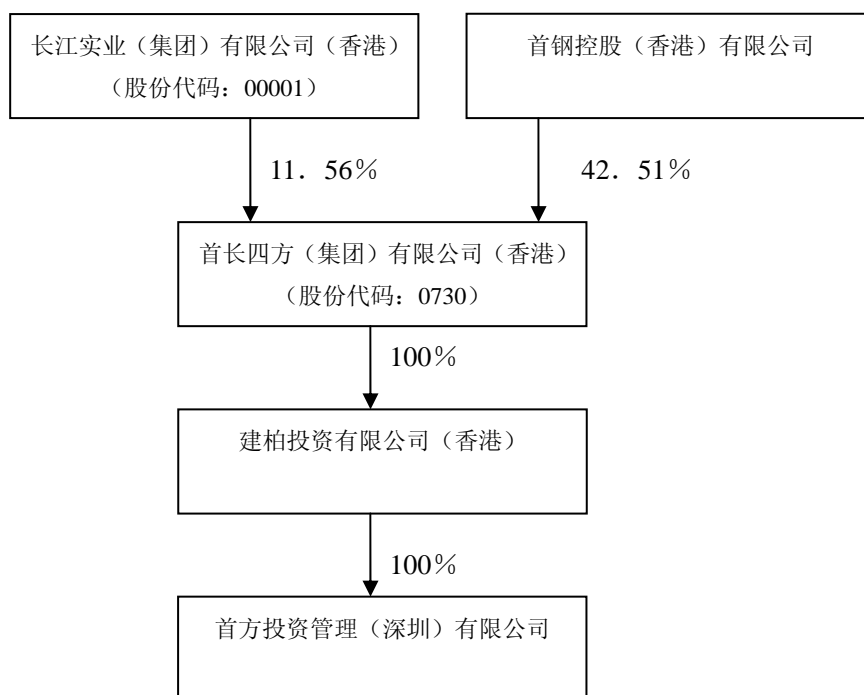 长江实业（集团）有限公司（香港）
（股份代码：00001）
首钢控股（香港）有限公司
11．56％
42．51％
首长四方（集团）有限公司（香港）
（股份代码：0730）
100％
建柏投资有限公司（香港）
100％
首方投资管理（深圳）有限公司